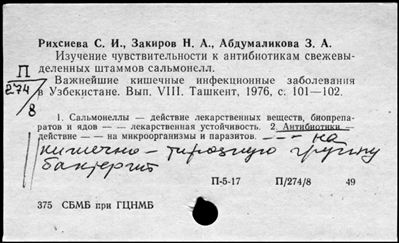 Рихсиева С. И., Закиров Н. А., Абдумаликова З. А.
Изучение чувствительности к антибиотикам свежевы-
деленных штаммов сальмонелл.
П
274/
8
Важнейшие кишечные инфекционные заболевания
в Узбекистане. Вып. VIII. Ташкент, 1976, с. 101—102.
1. Сальмонеллы — действие лекарственных веществ, биопрепа-
ратов и ядов — — лекарственная устойчивость. 2. Антибиотики —
действие — — на микроорганизмы и паразитов. — — на
кишечно – тифозную группу
бактерий
П-5-17 П/274/8 49
375 СБМБ при ГЦНМБ